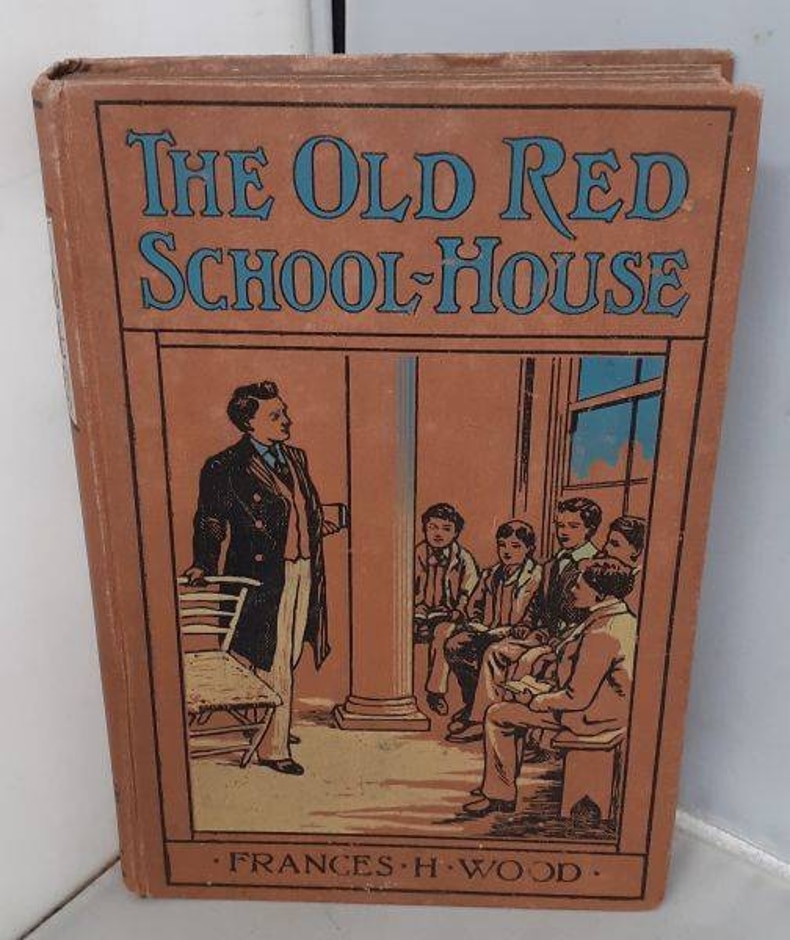 THE OLD RED
SCHOOL-HOUSE
·FRANCES·H·WOOD·